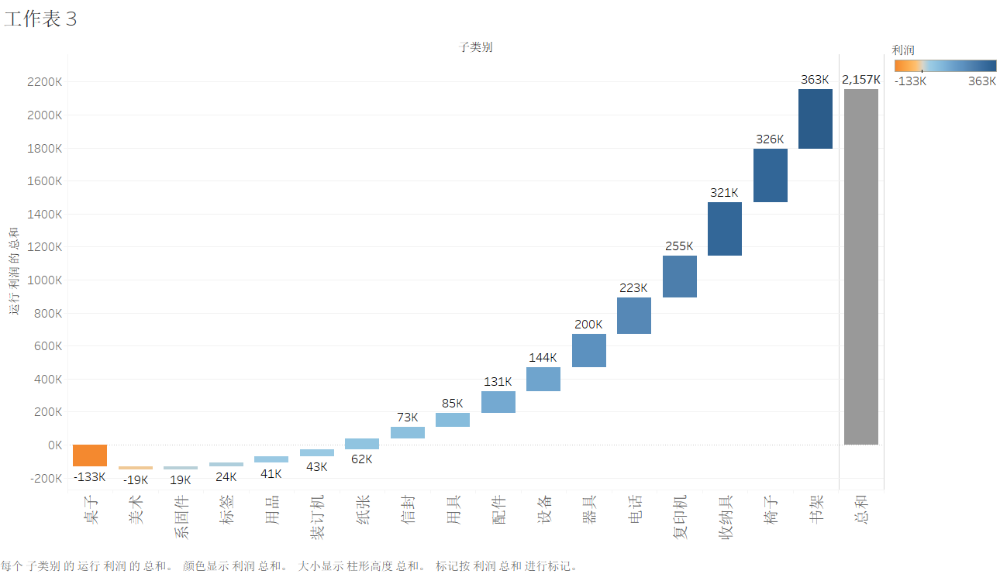 工作表 3
子类别
利润
-133K 363K
运行 利润 的 总和
2200K
2000K
1800K
1600K
1400K
1200K
1000K
800K
600K
400K
200K
0K
-200K
-133K
-19K
19K
24K
41K
43K
62K
73K
85K
131K
144K
200K
223K
255K
321K
326K
363K
2,157K
桌子
美术
系固件
标签
用品
装订机
纸张
信封
用具
配件
设备
器具
电话
复印机
收纳具
椅子
书架
总和
每个 子类别 的 运行 利润 的 总和。 颜色显示 利润 总和。 大小显示 柱形高度 总和。 标记按 利润 总和 进行标记。